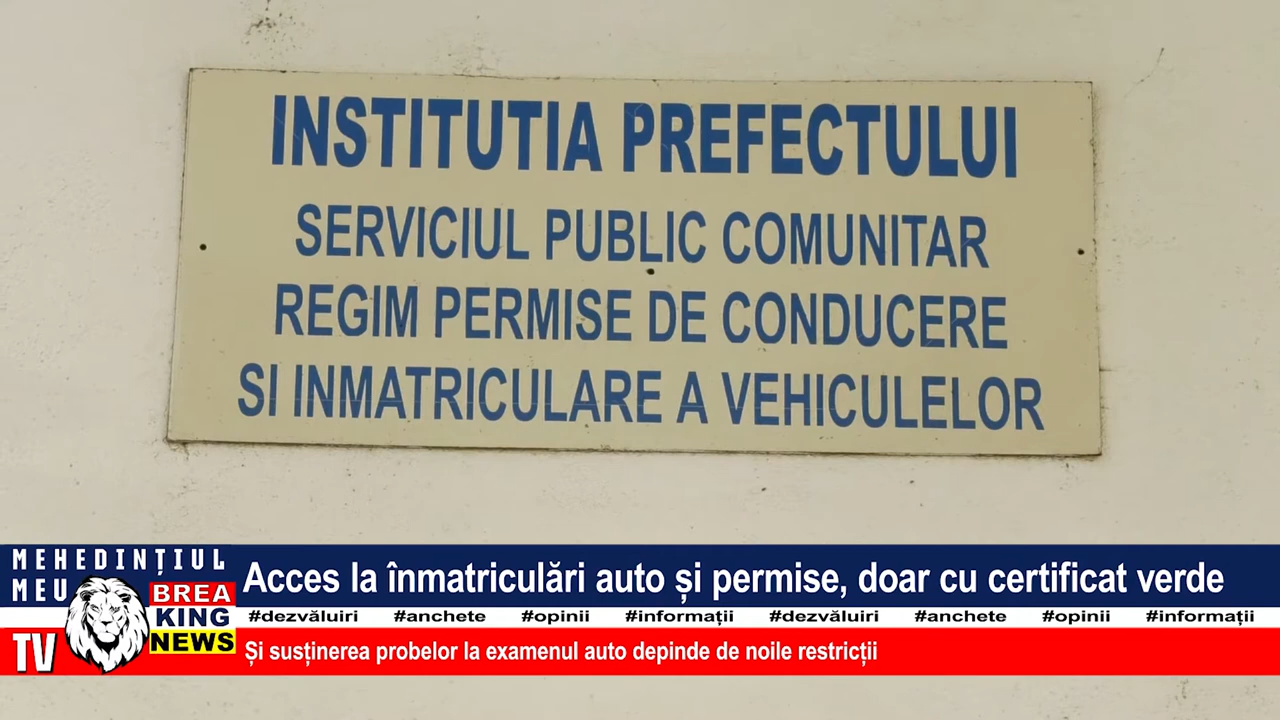 INSTITUTIA PREFECTULUI
SERVICIUL PUBLIC COMUNITAR
REGIM PERMISE DE CONDUCERE
SI INMATRICULARE A VEHICULELOR
MEHEDINȚIUL
MEU
TV
BREA
KING
NEWS
Acces la înmatriculări auto și permise, doar cu certificat verde
#dezvăluiri #anchete #opinii #informații #dezvăluiri #anchete #opinii #informații
Și susținerea probelor la examenul auto depinde de noile restricții